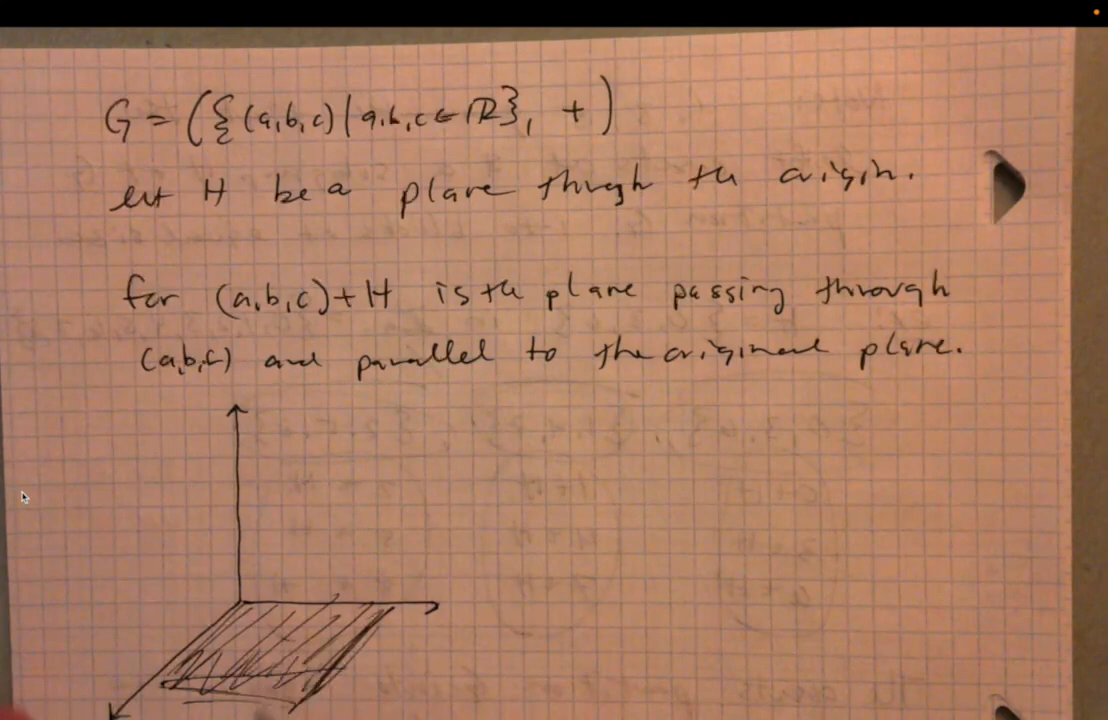 G = ({(a,b,c) | a,b,c ∈ ℝ}, +)
let H be a plane through the origin.
for (a,b,c)+H is the plane passing through
(a,b,c) and parallel to the original plane.